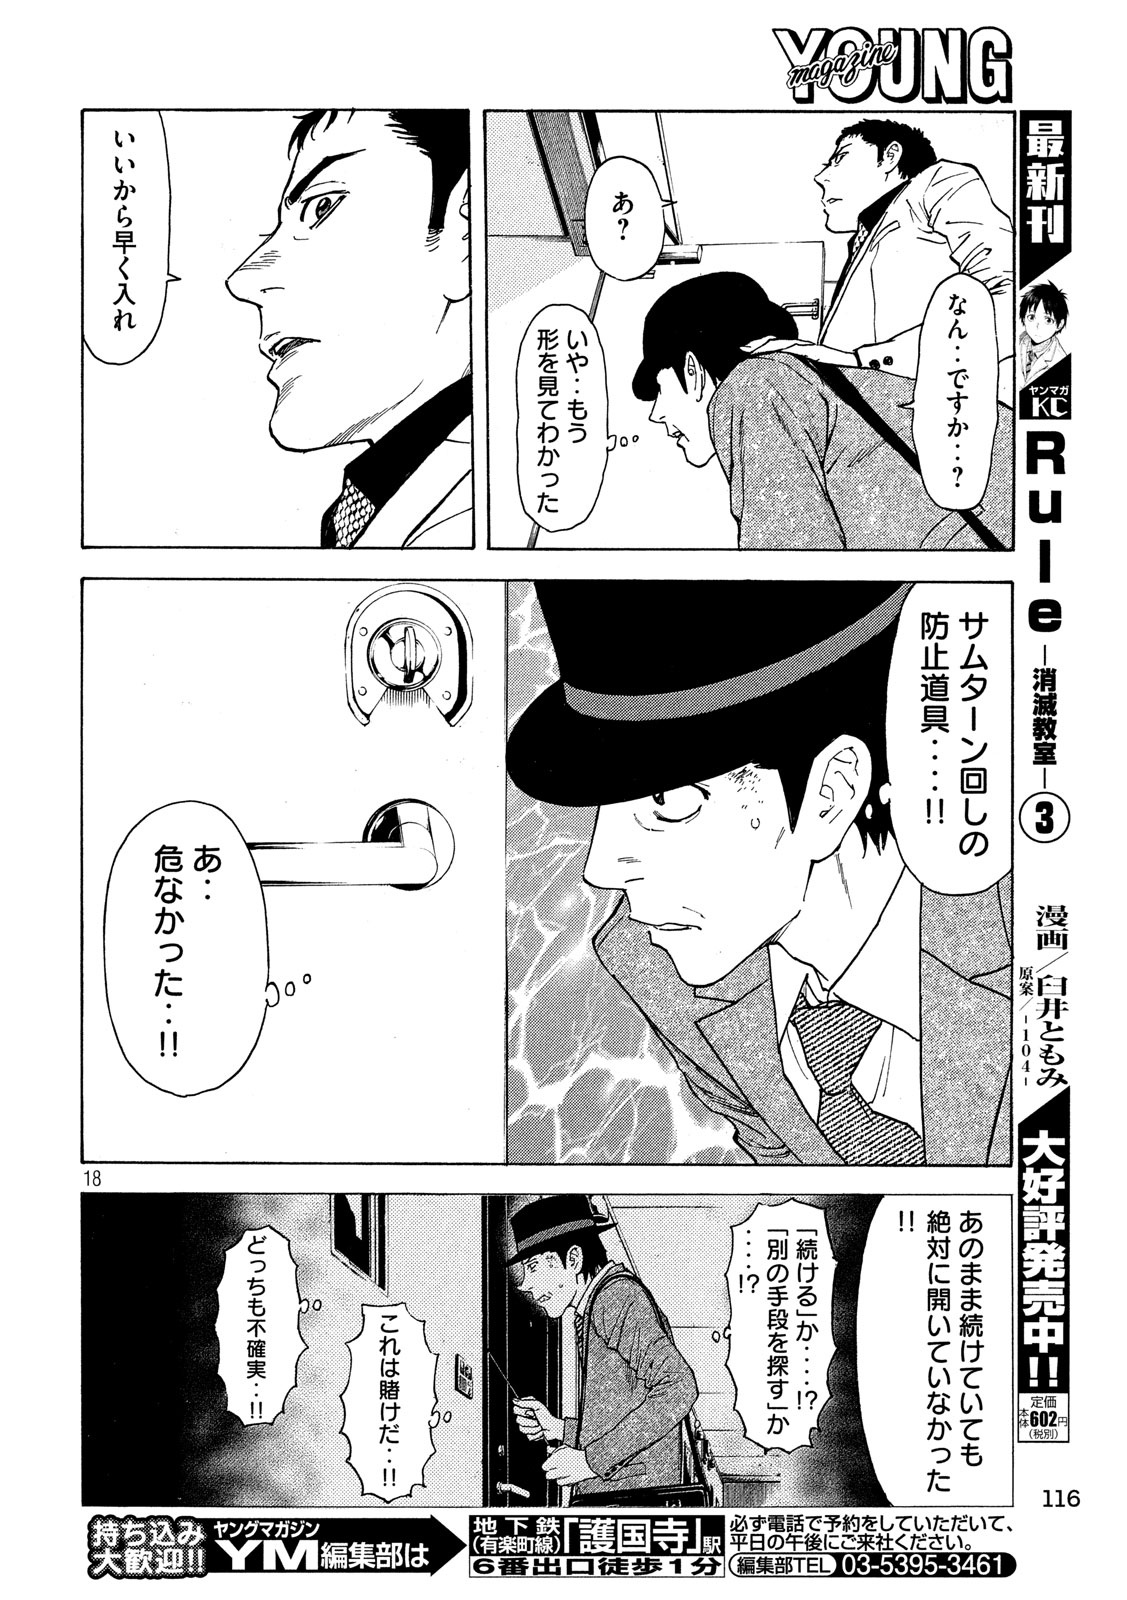 YOUNG
magazine
なん‥ですか‥?
あ?
いや‥もう
形を見てわかった
いいから早く入れ
サムターン回しの
防止道具‥‥!!
あ‥
危なかった‥!!
18
あのまま続けていても
絶対に開いていなかった
!!
「続ける」か‥‥!?
「別の手段を探す」か
‥‥!?
これは賭けだ‥!!
どっちも不確実‥!!
最新刊
ヤンマガ
KC
Rule
―消滅教室―
③
漫画/臼井ともみ
原案/-104-
大好評発売中!!
定価
本体602円
(税別)
116
持ち込み
大歓迎!!
ヤングマガジン
YM編集部は
地下鉄
(有楽町線)
「護国寺」駅
6番出口徒歩1分
必ず電話で予約をしていただいて、
平日の午後にご来社ください。
編集部TEL 03-5395-3461